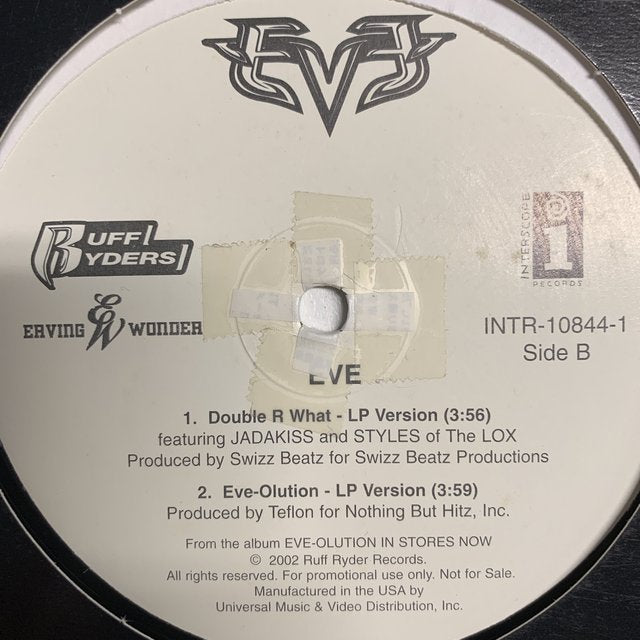 EVE
RUFF
RYDERS
ERVING EW WONDER
INTERSCOPE
i
RECORDS
INTR-10844-1
Side B
EVE
1. Double R What - LP Version (3:56)
featuring JADAKISS and STYLES of The LOX
Produced by Swizz Beatz for Swizz Beatz Productions
2. Eve-Olution - LP Version (3:59)
Produced by Teflon for Nothing But Hitz, Inc.
From the album EVE-OLUTION IN STORES NOW
© 2002 Ruff Ryder Records.
All rights reserved. For promotional use only. Not for Sale.
Manufactured in the USA by
Universal Music & Video Distribution, Inc.